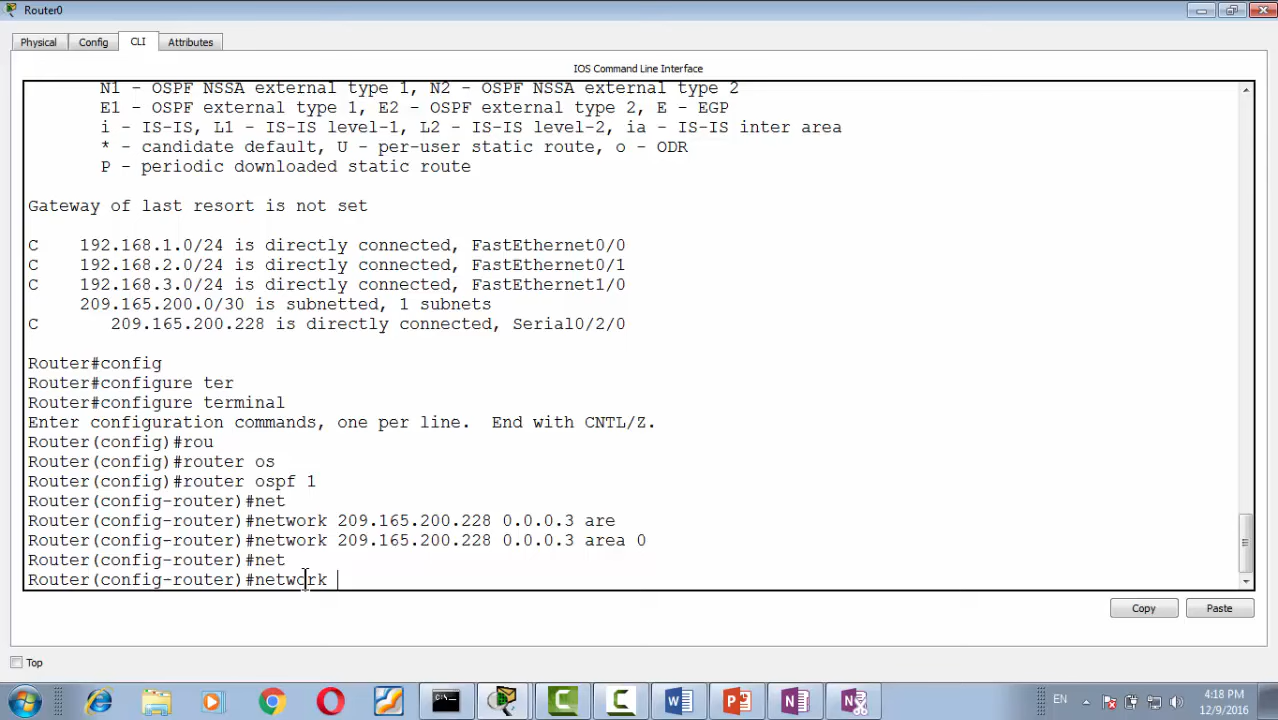 Router0
Physical Config CLI Attributes
IOS Command Line Interface
N1 - OSPF NSSA external type 1, N2 - OSPF NSSA external type 2
E1 - OSPF external type 1, E2 - OSPF external type 2, E - EGP
i - IS-IS, L1 - IS-IS level-1, L2 - IS-IS level-2, ia - IS-IS inter area
* - candidate default, U - per-user static route, o - ODR
P - periodic downloaded static route
Gateway of last resort is not set
C 192.168.1.0/24 is directly connected, FastEthernet0/0
C 192.168.2.0/24 is directly connected, FastEthernet0/1
C 192.168.3.0/24 is directly connected, FastEthernet1/0
209.165.200.0/30 is subnetted, 1 subnets
C 209.165.200.228 is directly connected, Serial0/2/0
Router#config
Router#configure ter
Router#configure terminal
Enter configuration commands, one per line. End with CNTL/Z.
Router(config)#rou
Router(config)#router os
Router(config)#router ospf 1
Router(config-router)#net
Router(config-router)#network 209.165.200.228 0.0.0.3 are
Router(config-router)#network 209.165.200.228 0.0.0.3 area 0
Router(config-router)#net
Router(config-router)#network
Copy Paste
Top
EN 4:18 PM
12/9/2016